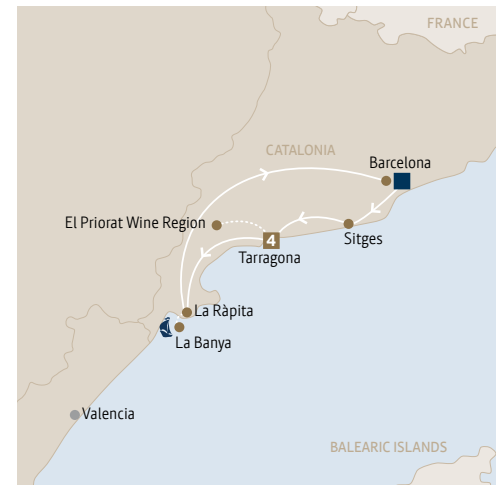 FRANCE
CATALONIA
Barcelona
El Priorat Wine Region
Sitges
4
Tarragona
La Ràpita
La Banya
Valencia
BALEARIC ISLANDS